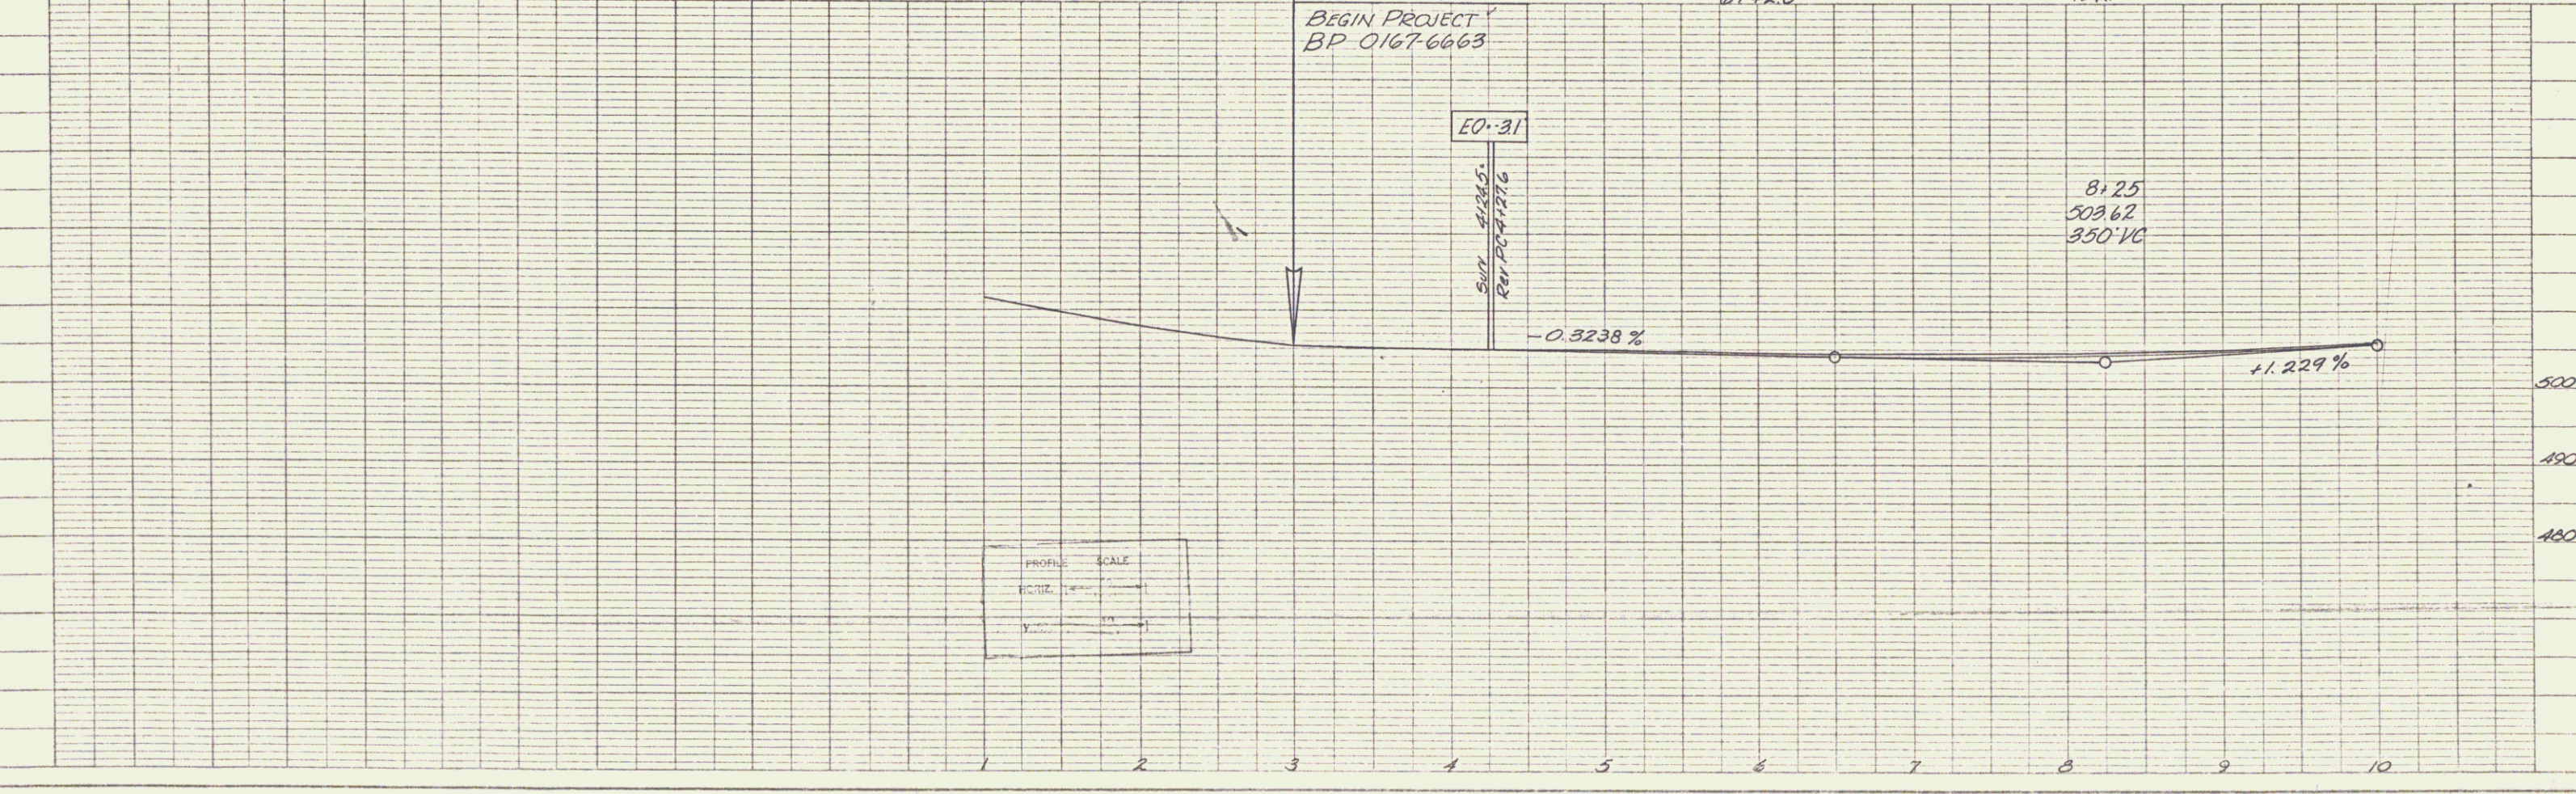 BEGIN PROJECT
BP 0167-6663
EQ. -3.1
Surv 4+24.5
Rev PC 4+27.6
8+25
503.62
350' VC
-0.3238 %
+1.229 %
500
490
480
PROFILE SCALE
HORIZ.
1 2 3 4 5 6 7 8 9 10